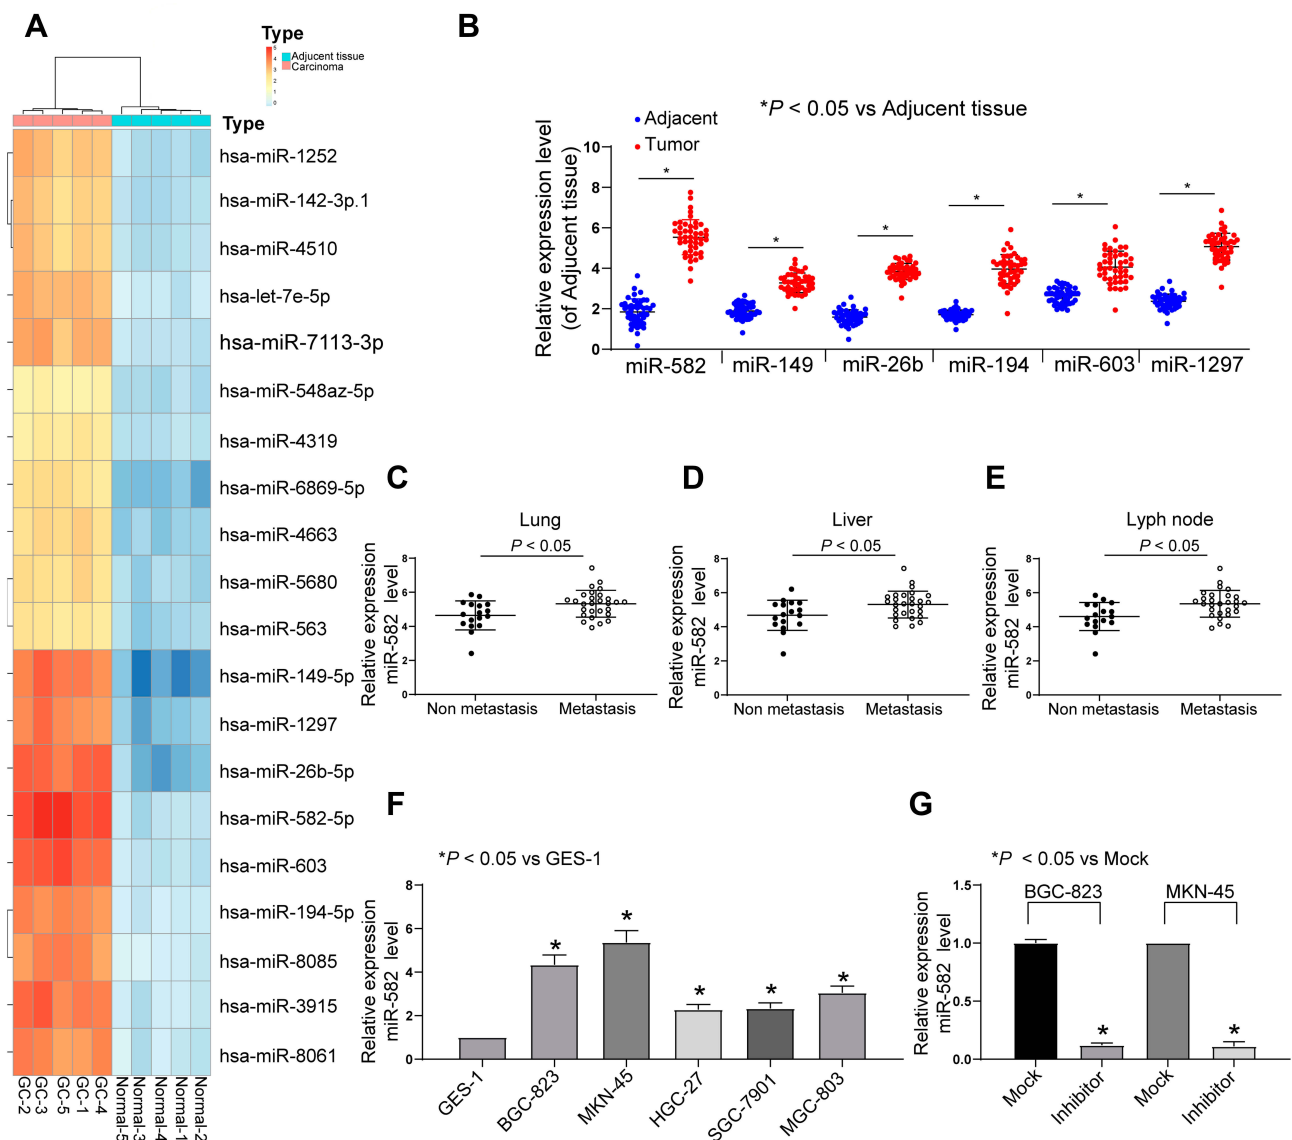 A
Type
5
4
3
2
1
0
Adjucent tissue
Carcinoma
Type
hsa-miR-1252
hsa-miR-142-3p.1
hsa-miR-4510
hsa-let-7e-5p
hsa-miR-7113-3p
hsa-miR-548az-5p
hsa-miR-4319
hsa-miR-6869-5p
hsa-miR-4663
hsa-miR-5680
hsa-miR-563
hsa-miR-149-5p
hsa-miR-1297
hsa-miR-26b-5p
hsa-miR-582-5p
hsa-miR-603
hsa-miR-194-5p
hsa-miR-8085
hsa-miR-3915
hsa-miR-8061
GC-2
GC-3
GC-5
GC-1
GC-4
Normal-5
Normal-3
Normal-4
Normal-1
Normal-2
B
*P < 0.05 vs Adjucent tissue
Adjacent
Tumor
Relative expression level
(of Adjucent tissue)
10
8
6
4
2
0
*
*
*
*
*
*
miR-582
miR-149
miR-26b
miR-194
miR-603
miR-1297
C
Lung
P < 0.05
Relative expression
miR-582 level
8
6
4
2
0
Non metastasis
Metastasis
D
Liver
P < 0.05
Relative expression
miR-582 level
8
6
4
2
0
Non metastasis
Metastasis
E
Lyph node
P < 0.05
Relative expression
miR-582 level
8
6
4
2
0
Non metastasis
Metastasis
F
*P < 0.05 vs GES-1
Relative expression
miR-582 level
8
6
4
2
0
*
*
*
*
*
GES-1
BGC-823
MKN-45
HGC-27
SGC-7901
MGC-803
G
*P < 0.05 vs Mock
Relative expression
miR-582 level
1.5
1.0
0.5
0.0
BGC-823
MKN-45
*
*
Mock
Inhibitor
Mock
Inhibitor